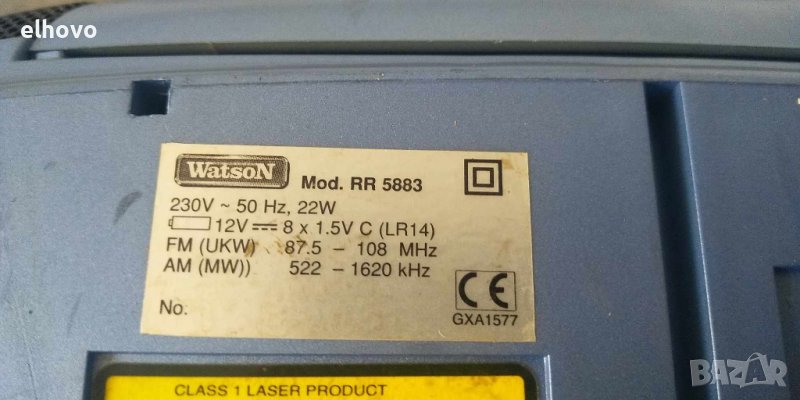 elhovo
WatsoN
Mod. RR 5883
230V ~ 50 Hz, 22W
12V 8 x 1.5V C (LR14)
FM (UKW) 87.5 – 108 MHz
AM (MW)) 522 – 1620 kHz
CE
No:
GXA1577
CLASS 1 LASER PRODUCT
BAZAR